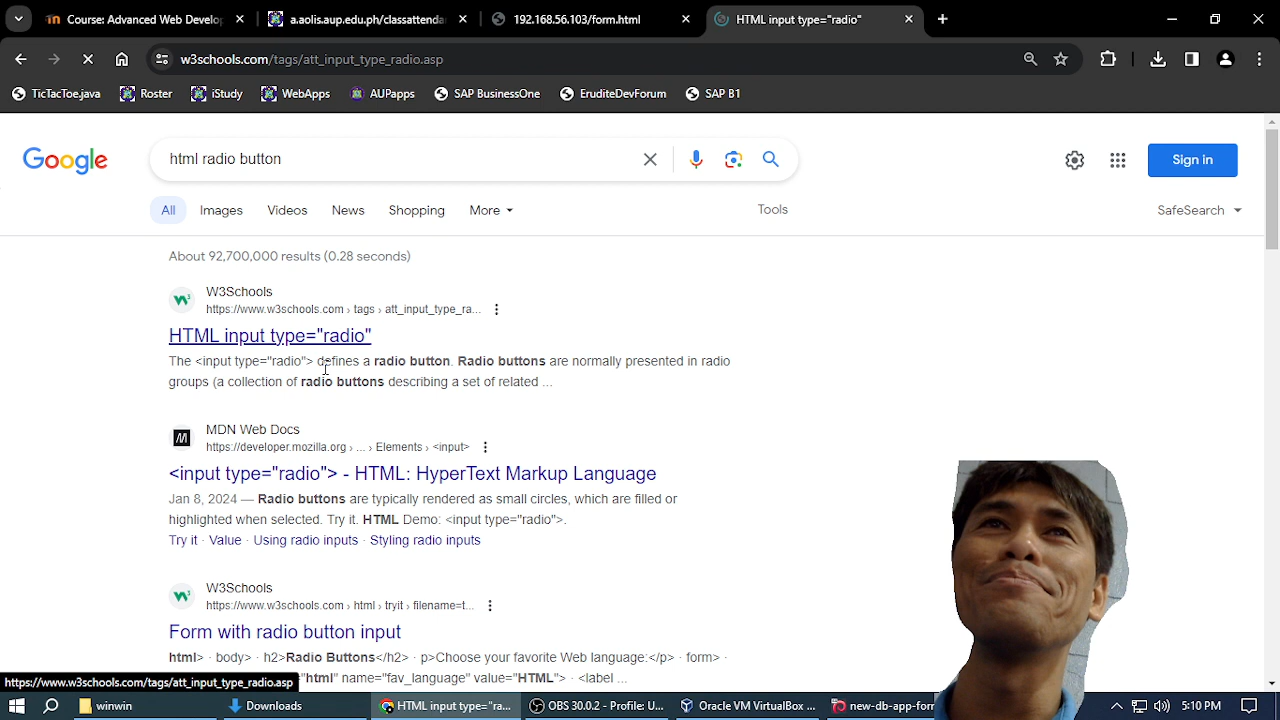 Course: Advanced Web Develop
a.aolisaup.edu.ph/classattendan
192.168.56.103/form.html
HTML input type="radio"
w3schools.com/tags/att_input_type_radio.asp
TicTacToe.java
Roster
iStudy
WebApps
AUPapps
SAP BusinessOne
EruditeDevForum
SAP B1
Google
html radio button
Sign in
All
Images
Videos
News
Shopping
More
Tools
SafeSearch
About 92,700,000 results (0.28 seconds)
W3Schools
https://www.w3schools.com › tags › att_input_type_ra...
HTML input type="radio"
The <input type="radio"> defines a radio button. Radio buttons are normally presented in radio
groups (a collection of radio buttons describing a set of related ...
MDN Web Docs
https://developer.mozilla.org › ... › Elements › <input>
<input type="radio"> - HTML: HyperText Markup Language
Jan 8, 2024 — Radio buttons are typically rendered as small circles, which are filled or
highlighted when selected. Try it. HTML Demo: <input type="radio">.
Try it · Value · Using radio inputs · Styling radio inputs
W3Schools
https://www.w3schools.com › html › tryit › filename=t...
Form with radio button input
html> · body> · h2>Radio Buttons</h2> · p>Choose your favorite Web language:</p> · form> ·
"html" name="fav_language" value="HTML"> · <label ...
https://www.w3schools.com/tags/att_input_type_radio.asp
winwin
Downloads
HTML input type="ra...
OBS 30.0.2 - Profile: U...
Oracle VM VirtualBox ...
new-db-app-for
5:10 PM